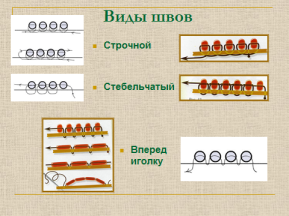 Виды швов
Строчной
Стебельчатый
Вперед
иголку